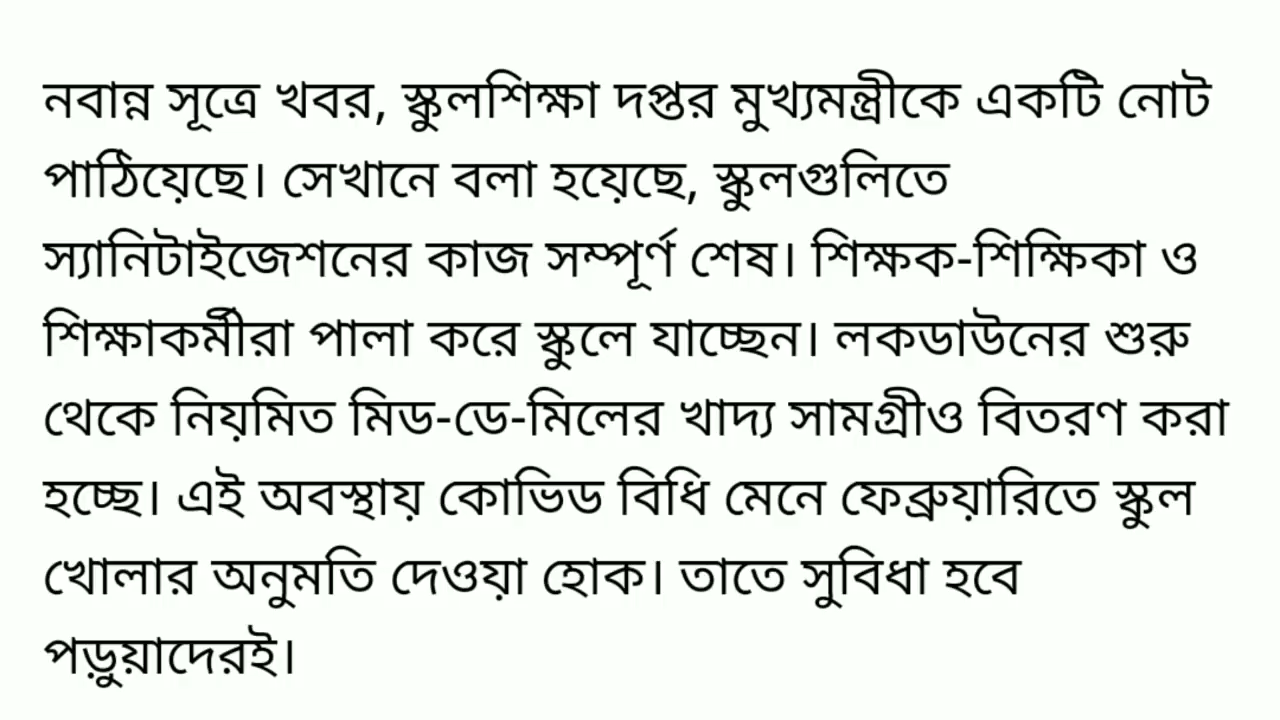 নবান্ন সূত্রে খবর, স্কুলশিক্ষা দপ্তর মুখ্যমন্ত্রীকে একটি নোট
পাঠিয়েছে। সেখানে বলা হয়েছে, স্কুলগুলিতে
স্যানিটাইজেশনের কাজ সম্পূর্ণ শেষ। শিক্ষক-শিক্ষিকা ও
শিক্ষাকর্মীরা পালা করে স্কুলে যাচ্ছেন। লকডাউনের শুরু
থেকে নিয়মিত মিড-ডে-মিলের খাদ্য সামগ্রীও বিতরণ করা
হচ্ছে। এই অবস্থায় কোভিড বিধি মেনে ফেব্রুয়ারিতে স্কুল
খোলার অনুমতি দেওয়া হোক। তাতে সুবিধা হবে
পড়ুয়াদেরই।